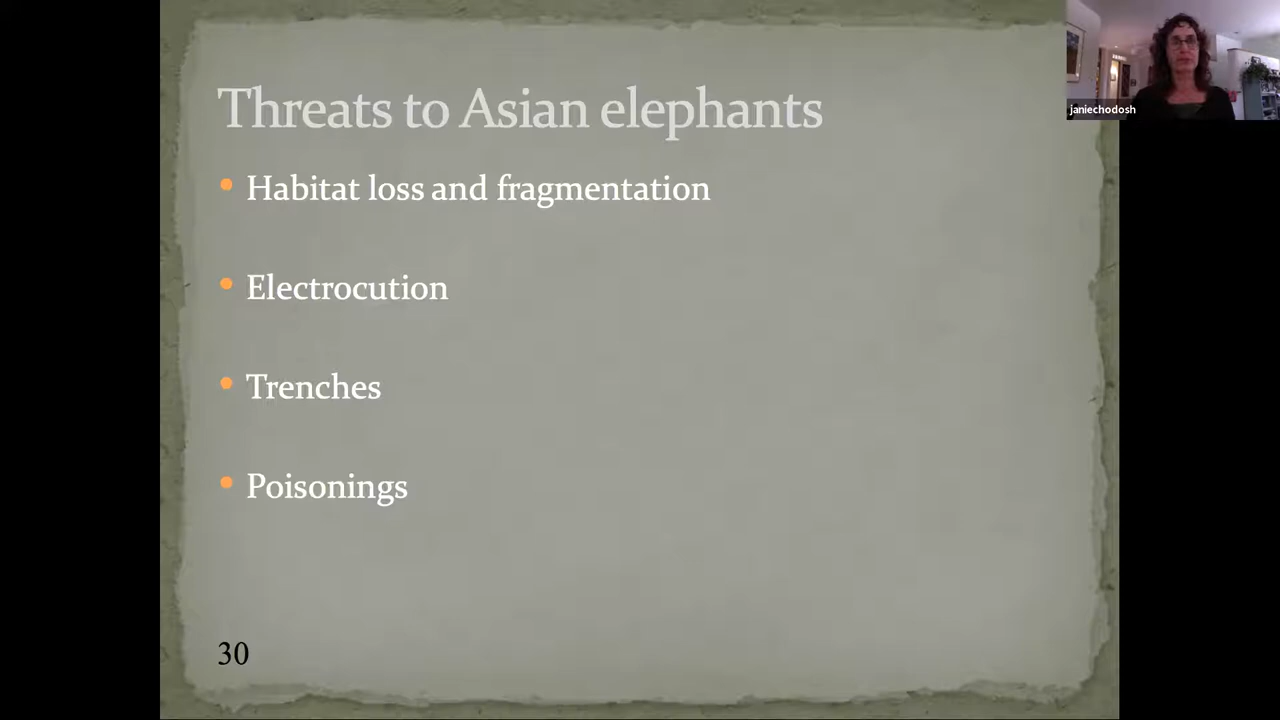 Threats to Asian elephants
janiechodosh
• Habitat loss and fragmentation
• Electrocution
• Trenches
• Poisonings
30